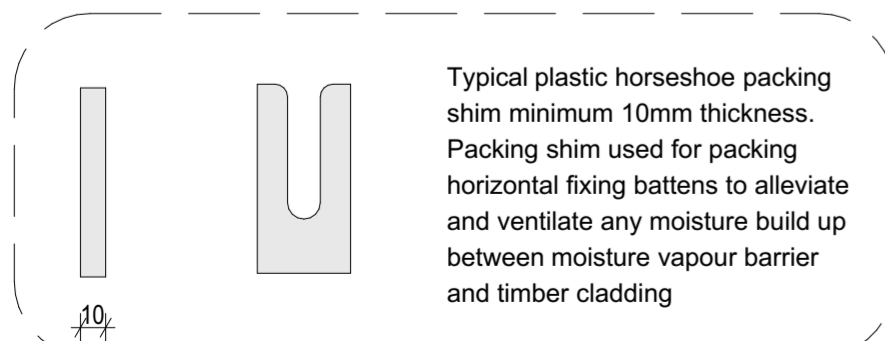 Typical plastic horseshoe packing
shim minimum 10mm thickness.
Packing shim used for packing
horizontal fixing battens to alleviate
and ventilate any moisture build up
between moisture vapour barrier
and timber cladding
10